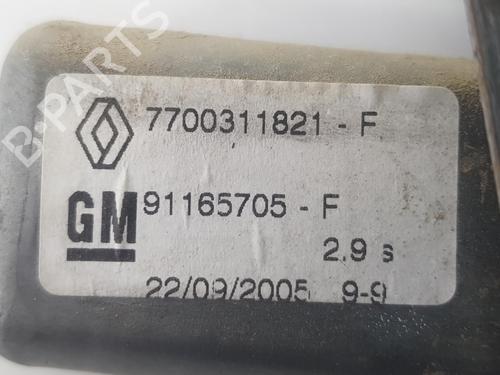 7700311821 - F
GM 91165705 - F
2.9 s
22/09/2005 9-9
B-PARTS